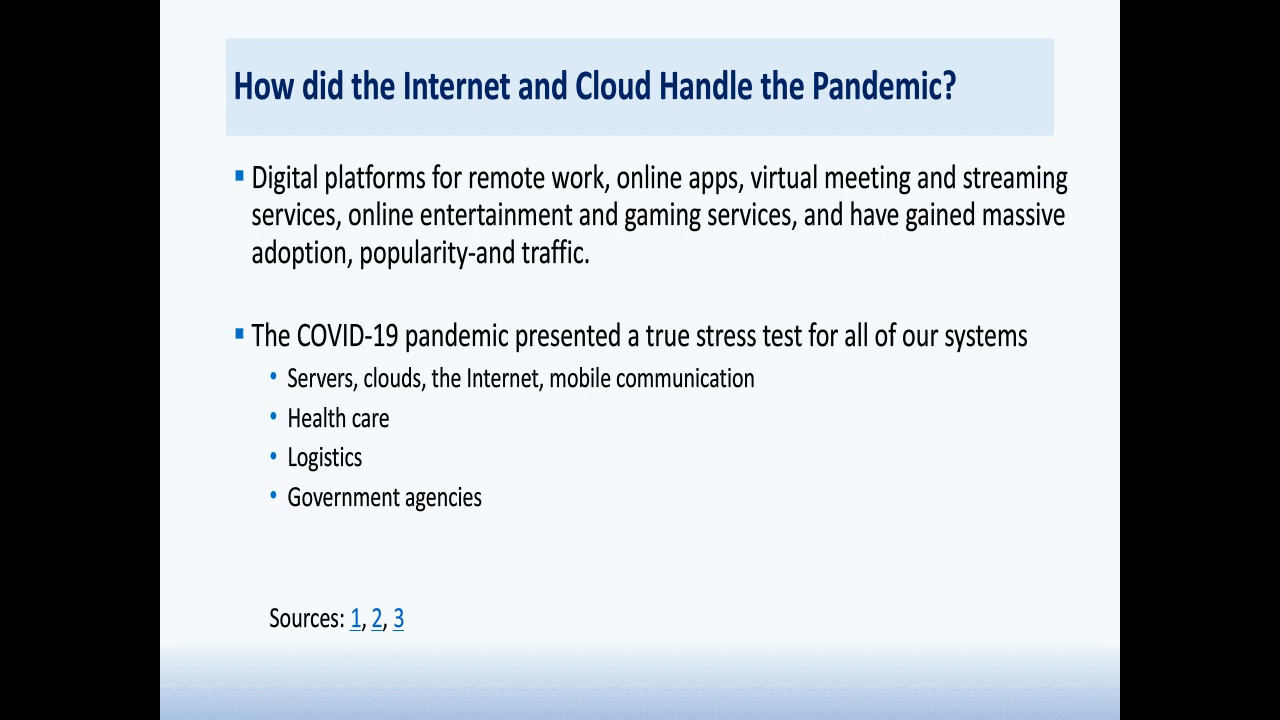 How did the Internet and Cloud Handle the Pandemic?
▪ Digital platforms for remote work, online apps, virtual meeting and streaming
services, online entertainment and gaming services, and have gained massive
adoption, popularity-and traffic.
▪ The COVID-19 pandemic presented a true stress test for all of our systems
• Servers, clouds, the Internet, mobile communication
• Health care
• Logistics
• Government agencies
Sources: 1, 2, 3